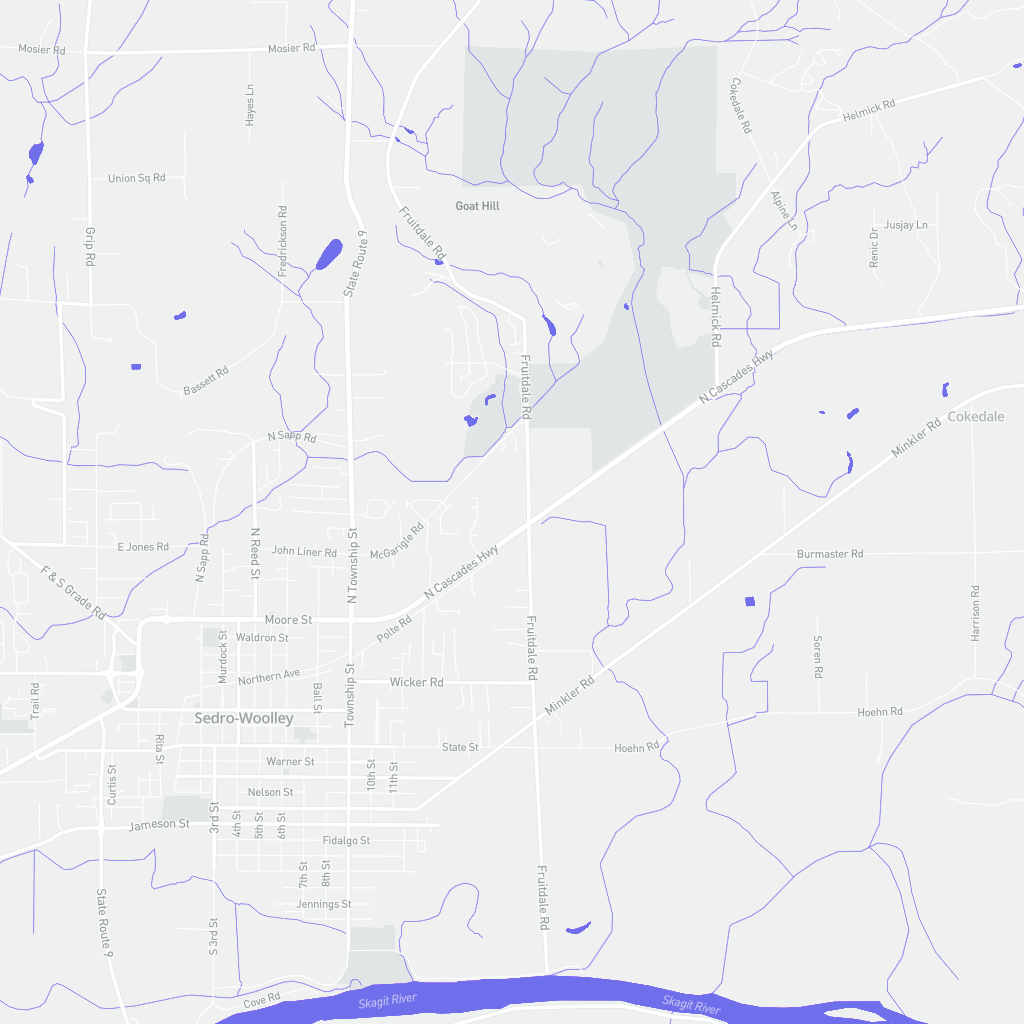 Mosier Rd
Mosier Rd
Hayes Ln
Cokedale Rd
Helmick Rd
Union Sq Rd
Goat Hill
Alpine Ln
Fredrickson Rd
Fruitdale Rd
Grip Rd
State Route 9
Renic Dr
Jusjay Ln
Helmick Rd
Bassett Rd
Fruitdale Rd
N Cascades Hwy
Cokedale
Minkler Rd
N Sapp Rd
N Reed St
N Township St
McGarigle Rd
E Jones Rd
John Liner Rd
N Sapp Rd
N Cascades Hwy
Burmaster Rd
F & S Grade Rd
Moore St
Waldron St
Polte Rd
Murdock St
Harrison Rd
Soren Rd
Fruitdale Rd
Northern Ave
Township St
Wicker Rd
Trail Rd
Ball St
Minkler Rd
Sedro-Woolley
Hoehn Rd
Rita St
State St
Hoehn Rd
Warner St
10th St
11th St
Curtis St
Nelson St
3rd St
4th St
5th St
6th St
Jameson St
Fidalgo St
7th St
8th St
Fruitdale Rd
State Route 9
Jennings St
S 3rd St
Cove Rd
Skagit River
Skagit River